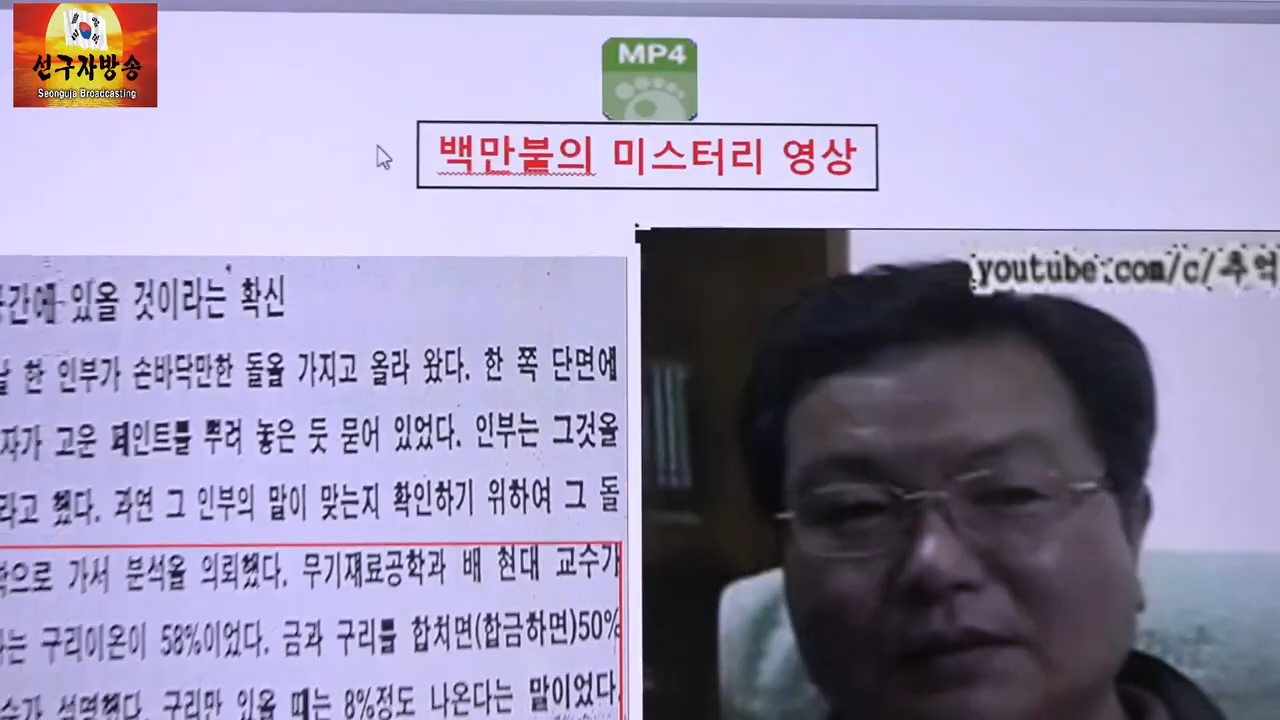 선구자방송
Seonguja Broadcasting
MP4
백만불의 미스터리 영상
youtube.com/c/추억
있을 것이라는 확신
한 인부가 손바닥만한 돌을 가지고 올라 왔다. 한 쪽 단면에
고운 페인트를 뿌려 놓은 듯 묻어 있었다. 인부는 그것을
라고 했다. 과연 그 인부의 말이 맞는지 확인하기 위하여 그 돌
으로 가서 분석을 의뢰했다. 무기재료공학과 배 현대 교수가
는 구리이온이 58%이었다. 금과 구리를 합치면(합금하면)50%
설명했다. 구리만 있을 때는 8%정도 나온다는 말이었다.